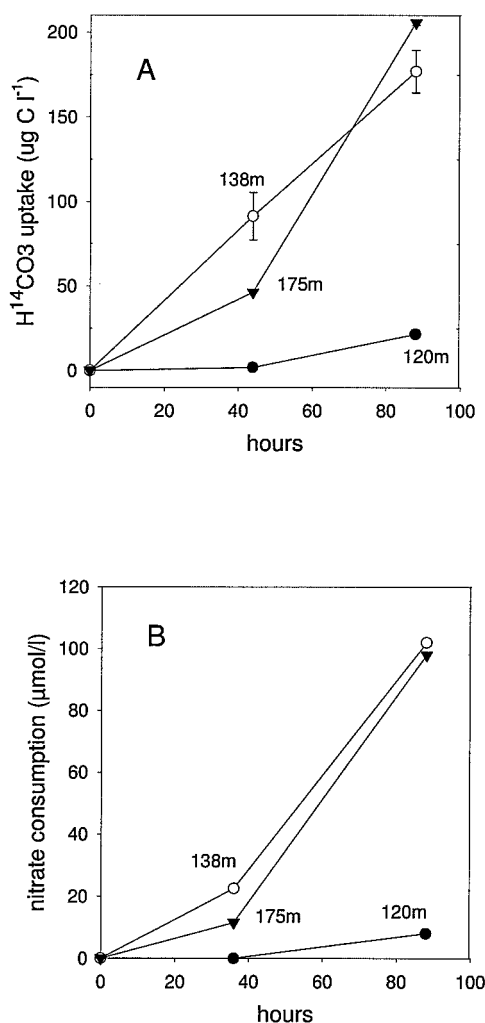 A
H¹⁴CO3 uptake (ug C l⁻¹)
200
150
100
50
0
138m
175m
120m
0 20 40 60 80 100
hours
B
nitrate consumption (µmol/l)
120
100
80
60
40
20
0
138m
175m
120m
0 20 40 60 80 100
hours